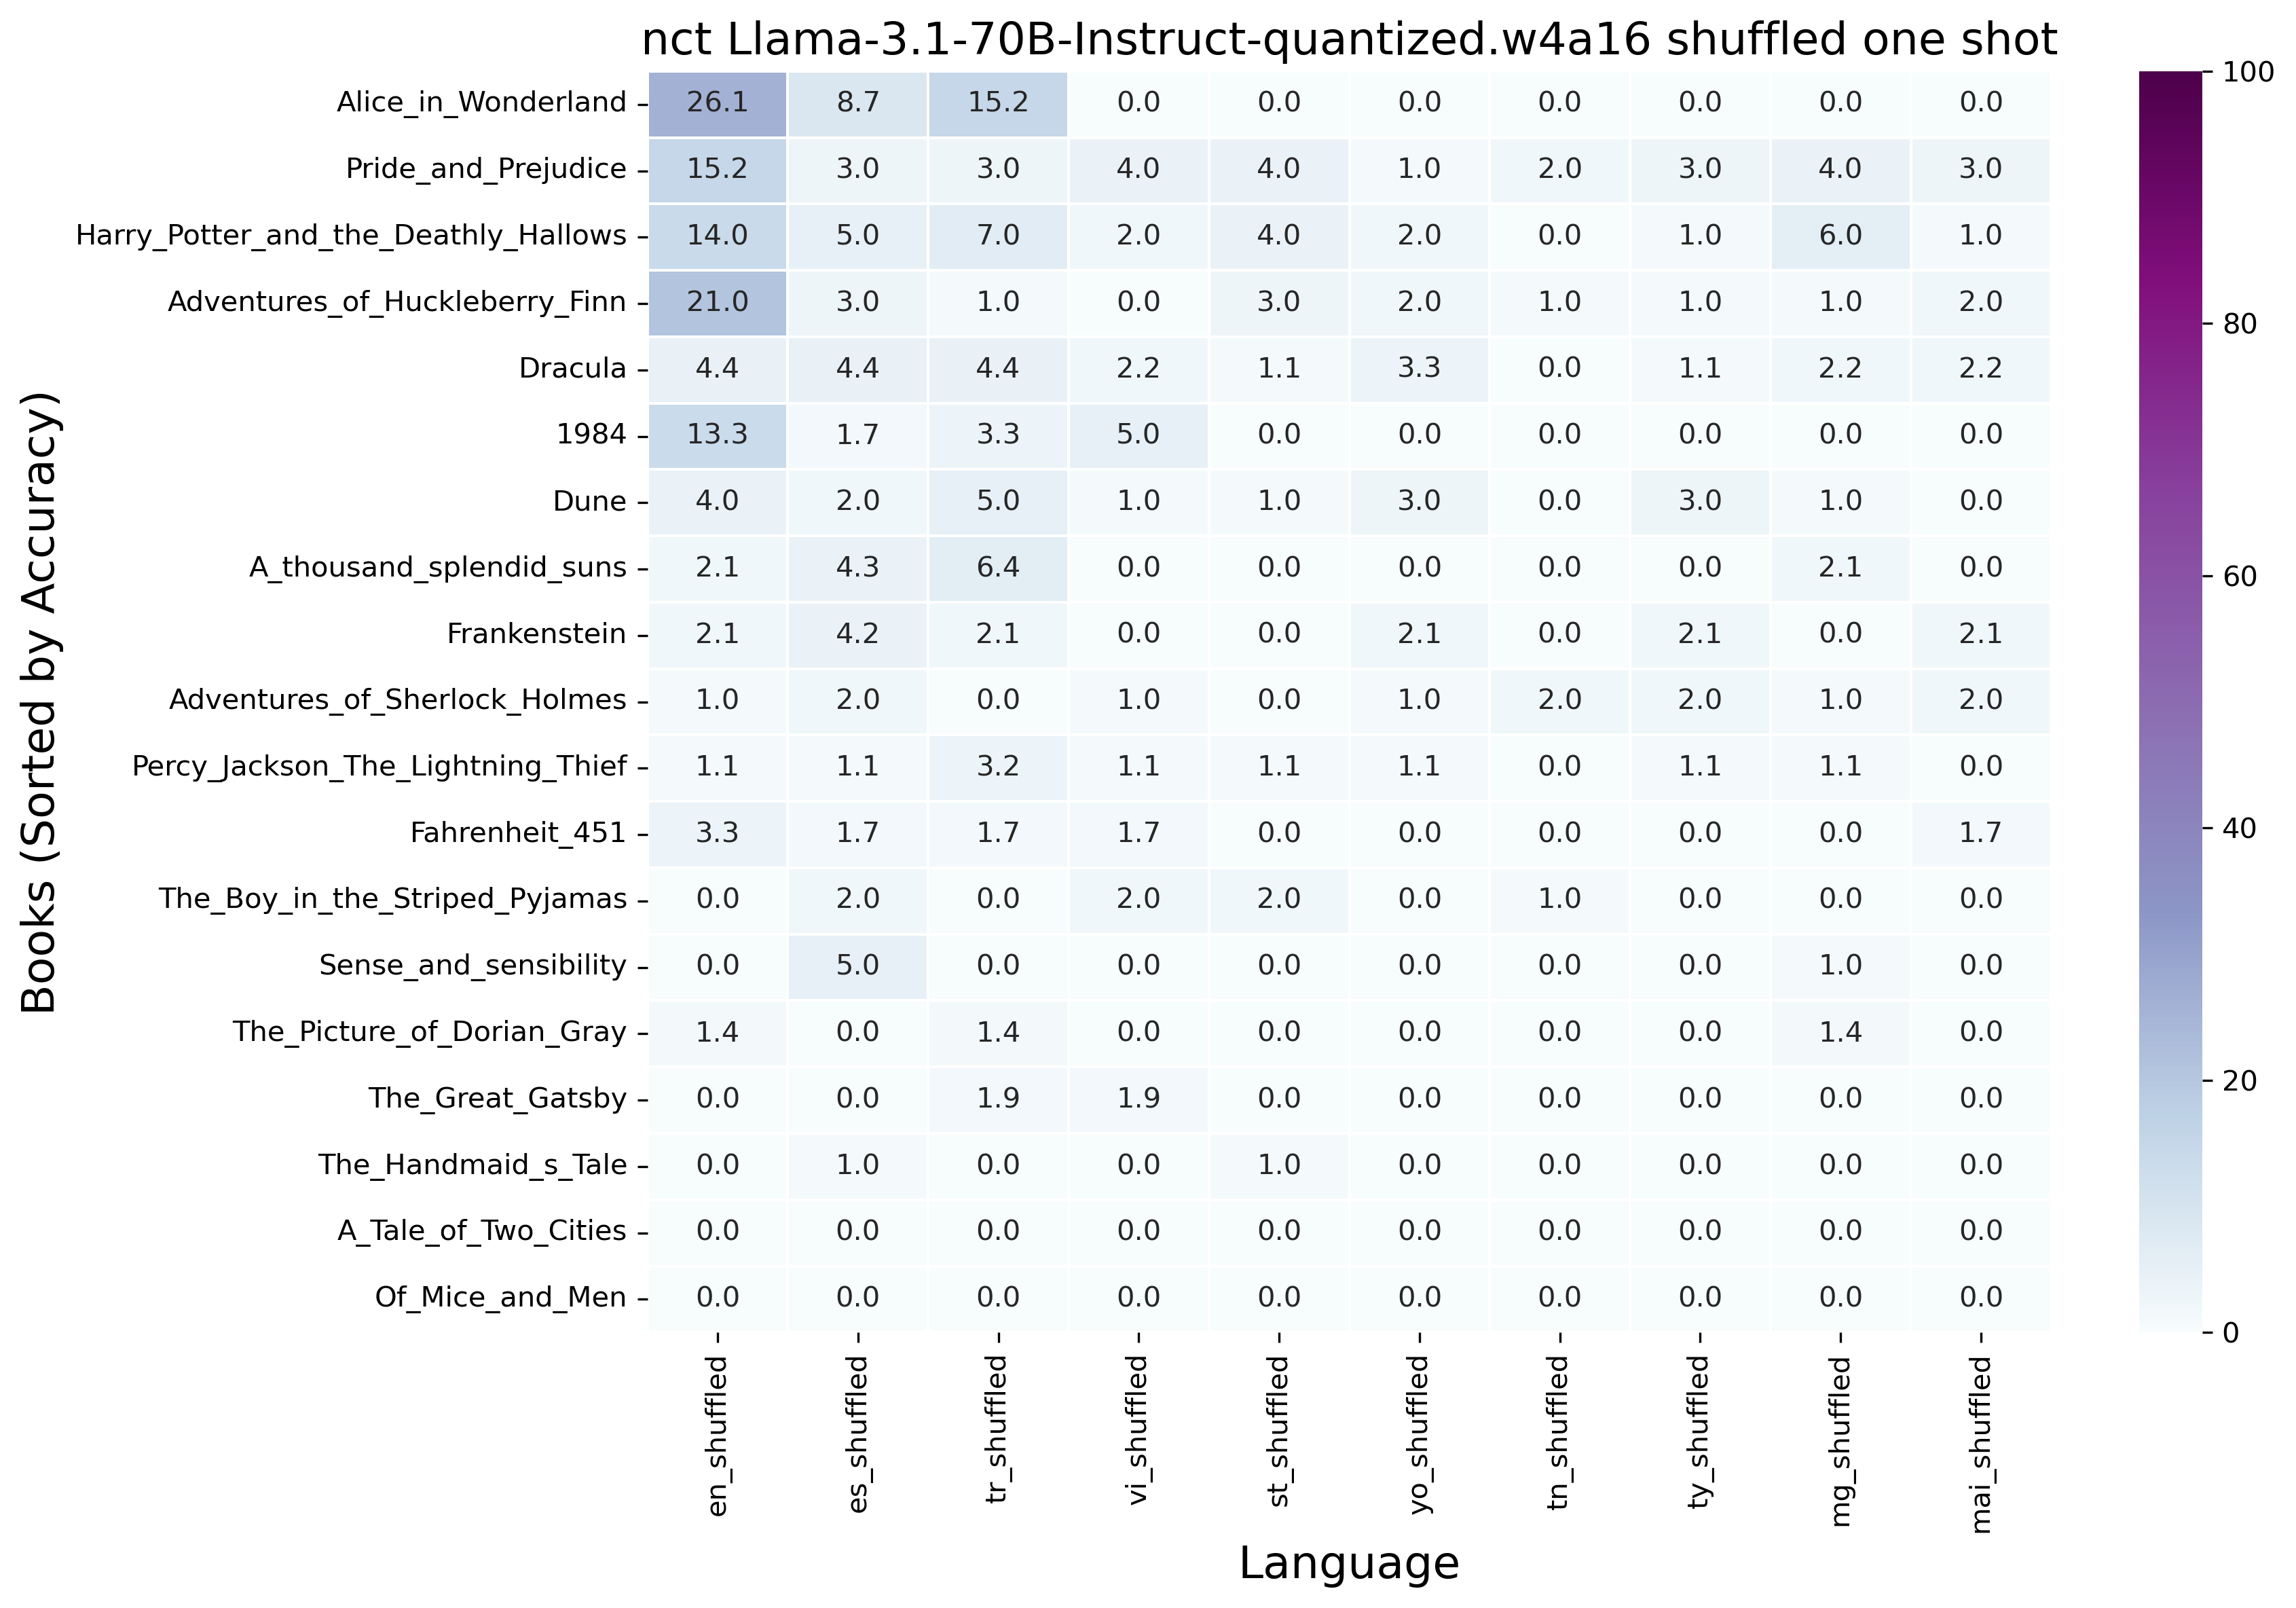 nct Llama-3.1-70B-Instruct-quantized.w4a16 shuffled one shot
Books (Sorted by Accuracy)
Alice_in_Wonderland 26.1 8.7 15.2 0.0 0.0 0.0 0.0 0.0 0.0 0.0
Pride_and_Prejudice 15.2 3.0 3.0 4.0 4.0 1.0 2.0 3.0 4.0 3.0
Harry_Potter_and_the_Deathly_Hallows 14.0 5.0 7.0 2.0 4.0 2.0 0.0 1.0 6.0 1.0
Adventures_of_Huckleberry_Finn 21.0 3.0 1.0 0.0 3.0 2.0 1.0 1.0 1.0 2.0
Dracula 4.4 4.4 4.4 2.2 1.1 3.3 0.0 1.1 2.2 2.2
1984 13.3 1.7 3.3 5.0 0.0 0.0 0.0 0.0 0.0 0.0
Dune 4.0 2.0 5.0 1.0 1.0 3.0 0.0 3.0 1.0 0.0
A_thousand_splendid_suns 2.1 4.3 6.4 0.0 0.0 0.0 0.0 0.0 2.1 0.0
Frankenstein 2.1 4.2 2.1 0.0 0.0 2.1 0.0 2.1 0.0 2.1
Adventures_of_Sherlock_Holmes 1.0 2.0 0.0 1.0 0.0 1.0 2.0 2.0 1.0 2.0
Percy_Jackson_The_Lightning_Thief 1.1 1.1 3.2 1.1 1.1 1.1 0.0 1.1 1.1 0.0
Fahrenheit_451 3.3 1.7 1.7 1.7 0.0 0.0 0.0 0.0 0.0 1.7
The_Boy_in_the_Striped_Pyjamas 0.0 2.0 0.0 2.0 2.0 0.0 1.0 0.0 0.0 0.0
Sense_and_sensibility 0.0 5.0 0.0 0.0 0.0 0.0 0.0 0.0 1.0 0.0
The_Picture_of_Dorian_Gray 1.4 0.0 1.4 0.0 0.0 0.0 0.0 0.0 1.4 0.0
The_Great_Gatsby 0.0 0.0 1.9 1.9 0.0 0.0 0.0 0.0 0.0 0.0
The_Handmaid_s_Tale 0.0 1.0 0.0 0.0 1.0 0.0 0.0 0.0 0.0 0.0
A_Tale_of_Two_Cities 0.0 0.0 0.0 0.0 0.0 0.0 0.0 0.0 0.0 0.0
Of_Mice_and_Men 0.0 0.0 0.0 0.0 0.0 0.0 0.0 0.0 0.0 0.0
en_shuffled es_shuffled tr_shuffled vi_shuffled st_shuffled yo_shuffled tn_shuffled ty_shuffled mg_shuffled mai_shuffled
Language
100
80
60
40
20
0